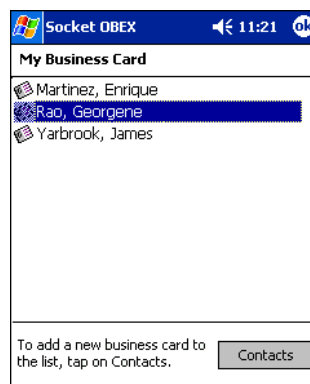 Socket OBEX 11:21 ok
My Business Card
Martinez, Enrique
Rao, Georgene
Yarbrook, James
To add a new business card to
the list, tap on Contacts.
Contacts